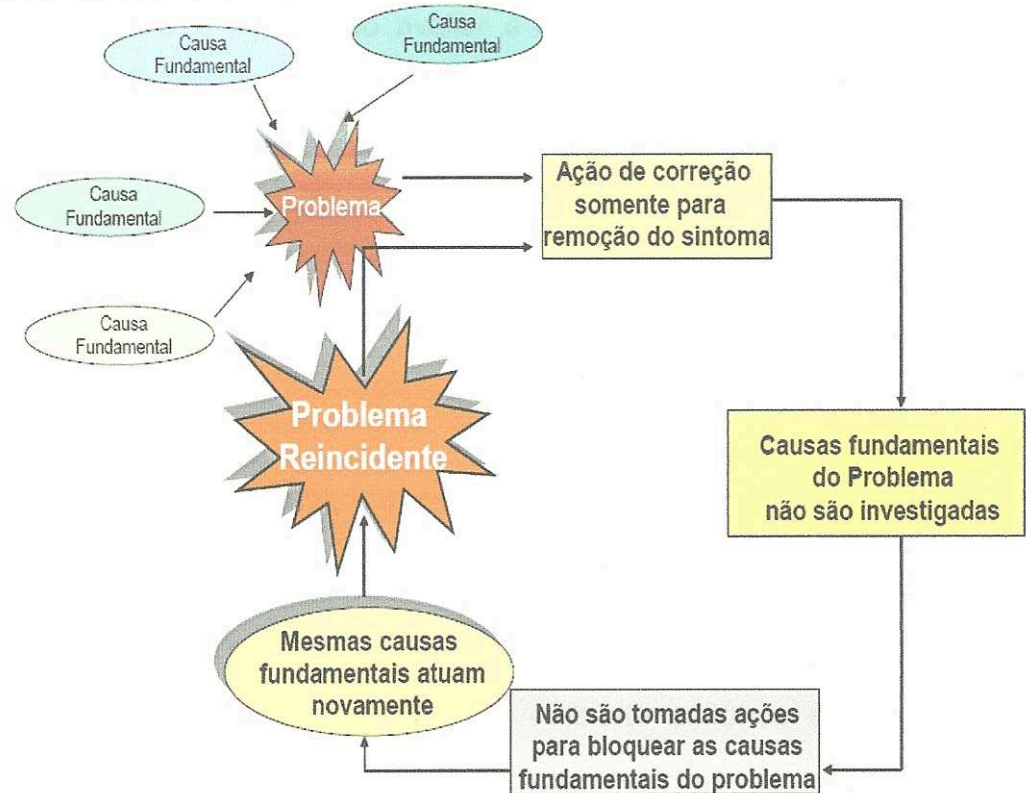 Causa
Fundamental
Causa
Fundamental
Causa
Fundamental
Causa
Fundamental
Problema
Ação de correção
somente para
remoção do sintoma
Problema
Reincidente
Causas fundamentais
do Problema
não são investigadas
Mesmas causas
fundamentais atuam
novamente
Não são tomadas ações
para bloquear as causas
fundamentais do problema